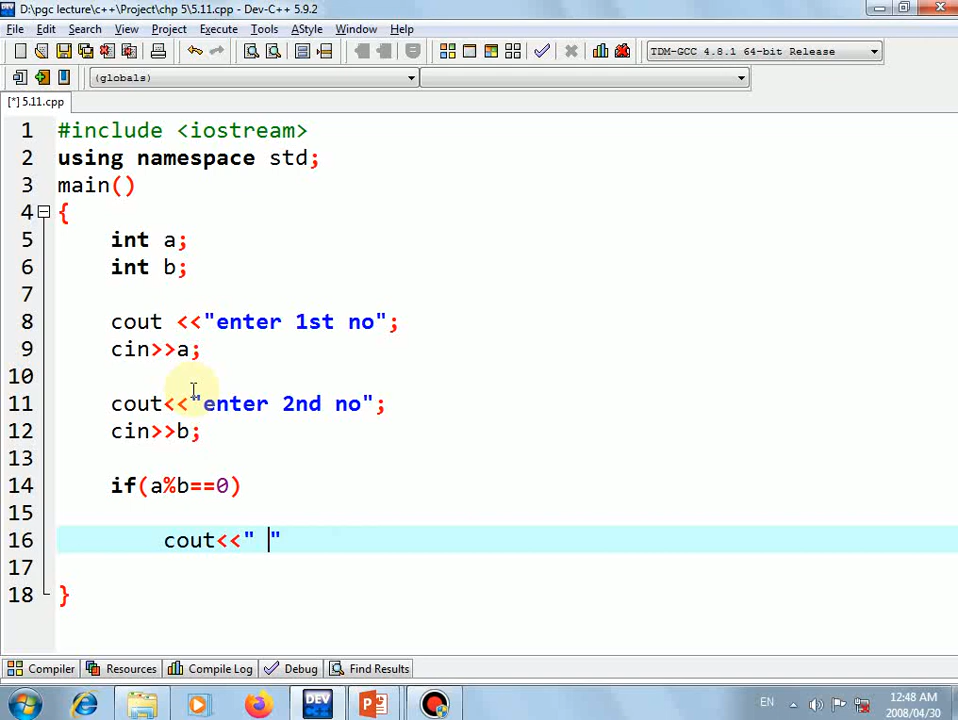 D:\pgc lecture\c++\Project\chp 5\5.11.cpp - Dev-C++ 5.9.2
File Edit Search View Project Execute Tools AStyle Window Help
TDM-GCC 4.8.1 64-bit Release
(globals)
[*] 5.11.cpp
1 #include <iostream>
2 using namespace std;
3 main()
4 {
5 int a;
6 int b;
7
8 cout <<"enter 1st no";
9 cin>>a;
10
11 cout<<"enter 2nd no";
12 cin>>b;
13
14 if(a%b==0)
15
16 cout<<" "
17
18 }
Compiler Resources Compile Log Debug Find Results
DEV C++ EN 12:48 AM
2008/04/30